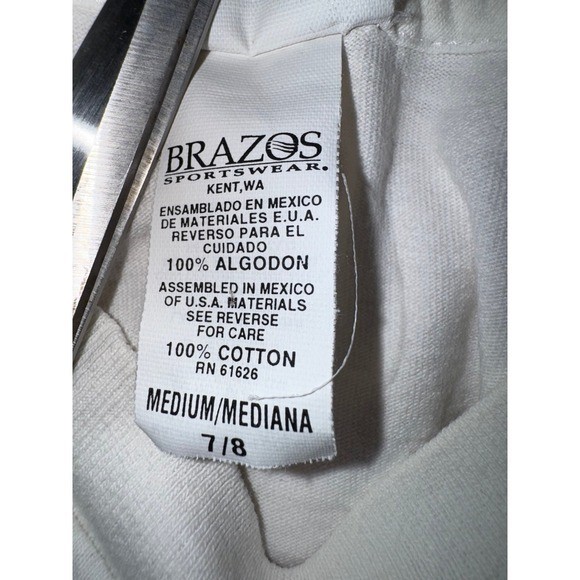 BRAZOS
SPORTSWEAR.
KENT,WA
ENSAMBLADO EN MEXICO
DE MATERIALES E.U.A.
REVERSO PARA EL
CUIDADO
100% ALGODON
ASSEMBLED IN MEXICO
OF U.S.A. MATERIALS
SEE REVERSE
FOR CARE
100% COTTON
RN 61626
MEDIUM/MEDIANA
7/8